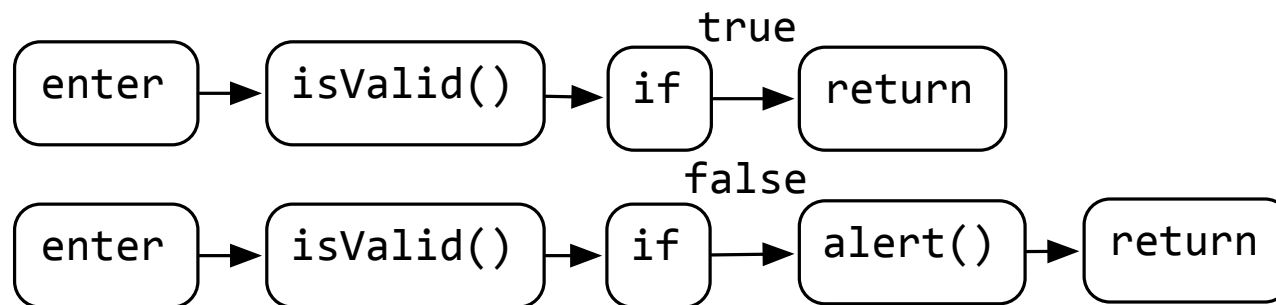 true
enter isValid() if return
false
enter isValid() if alert() return